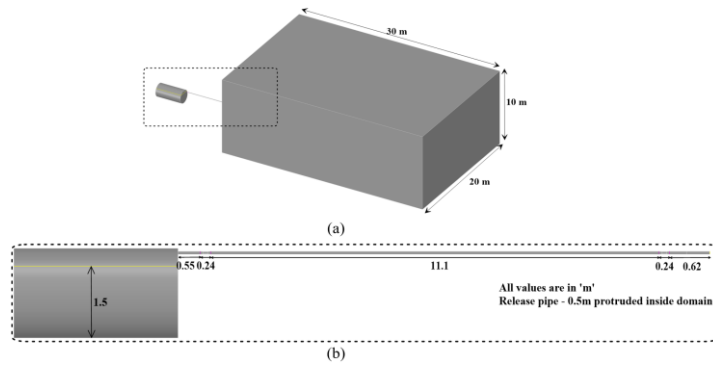 30 m
10 m
20 m
(a)
0.55 0.24 11.1 0.24 0.62
1.5
All values are in 'm'
Release pipe - 0.5m protruded inside domain
(b)